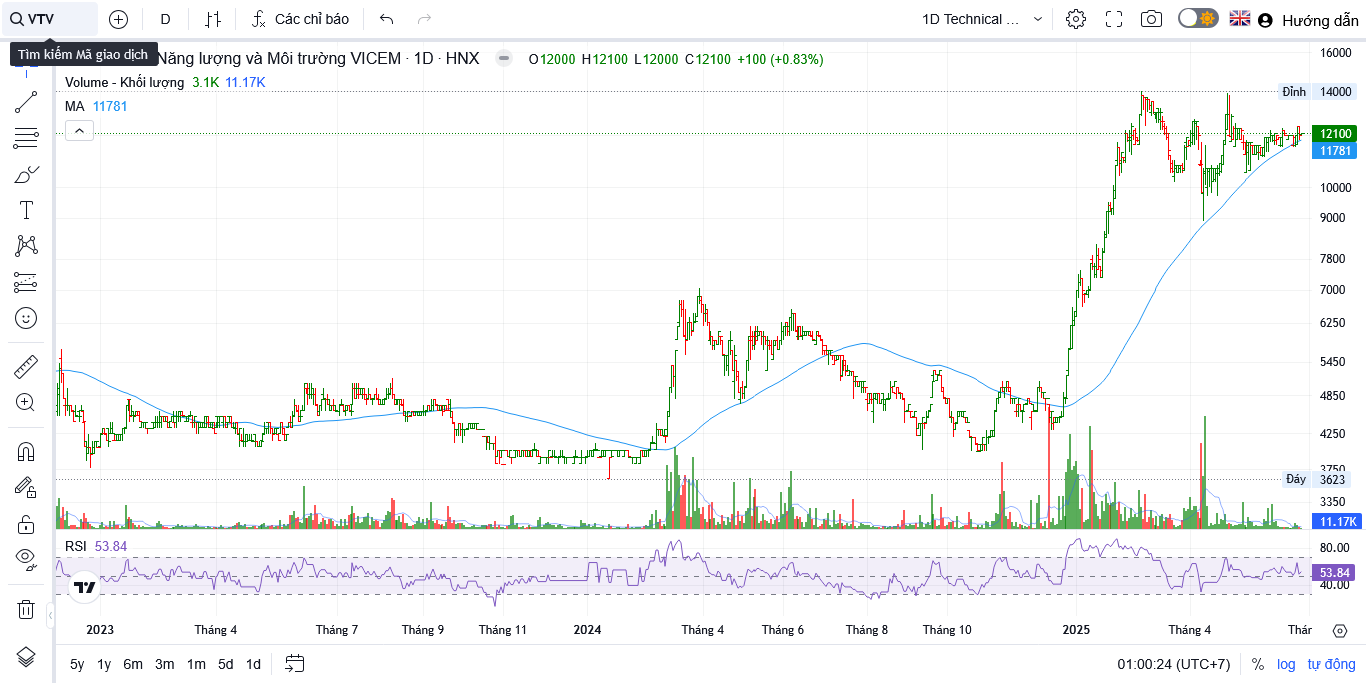 VTV
D
Các chỉ báo
1D Technical ...
Hướng dẫn
Tìm kiếm Mã giao dịch
Năng lượng và Môi trường VICEM · 1D · HNX
O12000 H12100 L12000 C12100 +100 (+0.83%)
Volume - Khối lượng 3.1K 11.17K
MA 11781
16000
Đỉnh 14000
12100
11781
10000
9000
7800
7000
6250
5450
4850
4250
3750
Đáy 3623
3350
11.17K
RSI 53.84
80.00
53.84
40.00
2023 Tháng 4 Tháng 7 Tháng 9 Tháng 11 2024 Tháng 4 Tháng 6 Tháng 8 Tháng 10 2025 Tháng 4 Thár
5y 1y 6m 3m 1m 5d 1d
01:00:24 (UTC+7) % log tự động